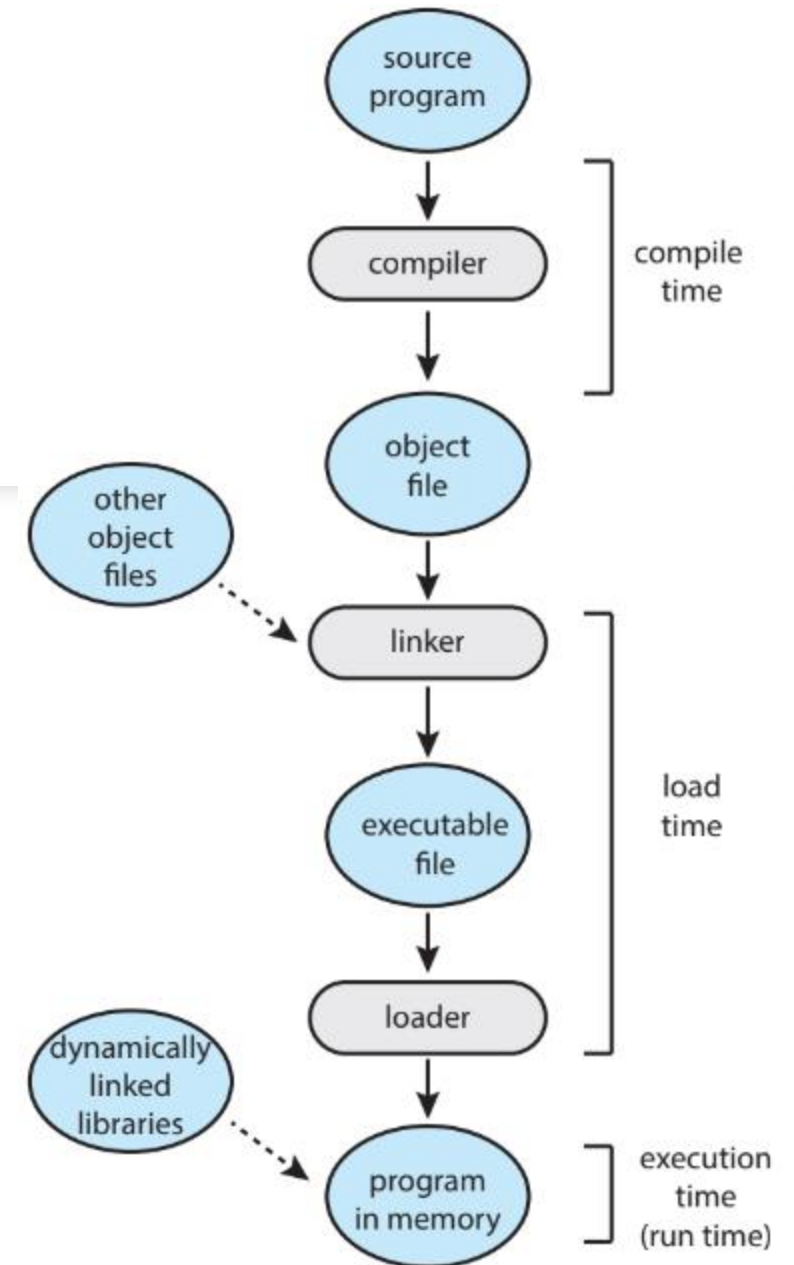 source
program
compiler
compile
time
object
file
other
object
files
linker
executable
file
load
time
loader
dynamically
linked
libraries
program
in memory
execution
time
(run time)